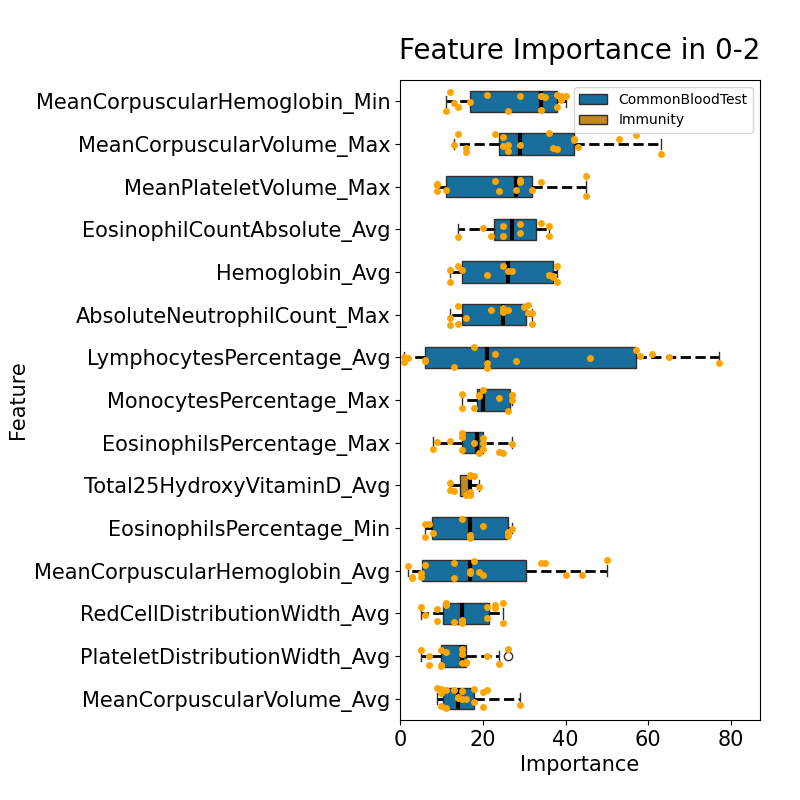 Feature Importance in 0-2
CommonBloodTest
Immunity
MeanCorpuscularHemoglobin_Min
MeanCorpuscularVolume_Max
MeanPlateletVolume_Max
EosinophilCountAbsolute_Avg
Hemoglobin_Avg
AbsoluteNeutrophilCount_Max
LymphocytesPercentage_Avg
MonocytesPercentage_Max
EosinophilsPercentage_Max
Total25HydroxyVitaminD_Avg
EosinophilsPercentage_Min
MeanCorpuscularHemoglobin_Avg
RedCellDistributionWidth_Avg
PlateletDistributionWidth_Avg
MeanCorpuscularVolume_Avg
Feature
0 20 40 60 80
Importance